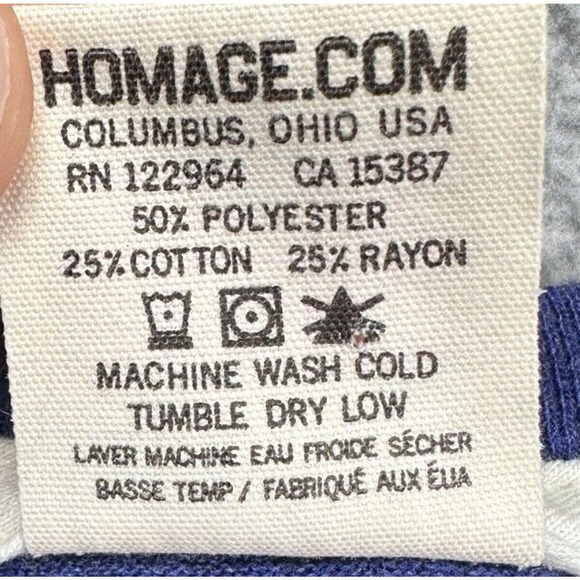 HOMAGE.COM
COLUMBUS, OHIO USA
RN 122964 CA 15387
50% POLYESTER
25% COTTON 25% RAYON
MACHINE WASH COLD
TUMBLE DRY LOW
LAVER MACHINE EAU FROIDE SÉCHER
BASSE TEMP / FABRIQUÉ AUX ÉUA